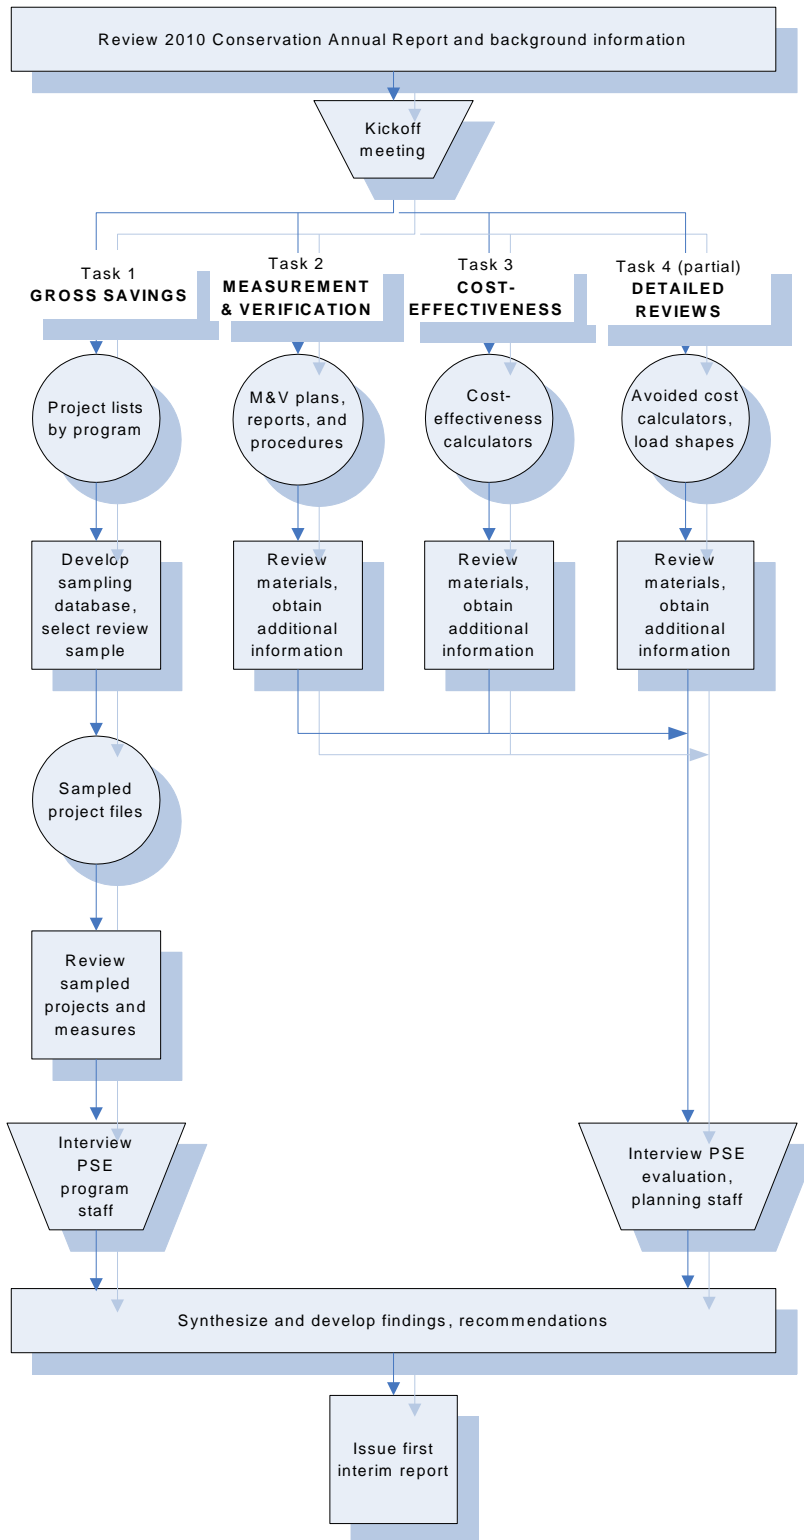 Review 2010 Conservation Annual Report and background information
Kickoff
meeting
Task 1
GROSS SAVINGS
Task 2
MEASUREMENT
& VERIFICATION
Task 3
COST-
EFFECTIVENESS
Task 4 (partial)
DETAILED
REVIEWS
Project lists
by program
M&V plans,
reports, and
procedures
Cost-
effectiveness
calculators
Avoided cost
calculators,
load shapes
Develop
sampling
database,
select review
sample
Review
materials,
obtain
additional
information
Review
materials,
obtain
additional
information
Review
materials,
obtain
additional
information
Sampled
project files
Review
sampled
projects and
measures
Interview
PSE
program
staff
Interview PSE
evaluation,
planning staff
Synthesize and develop findings, recommendations
Issue first
interim report